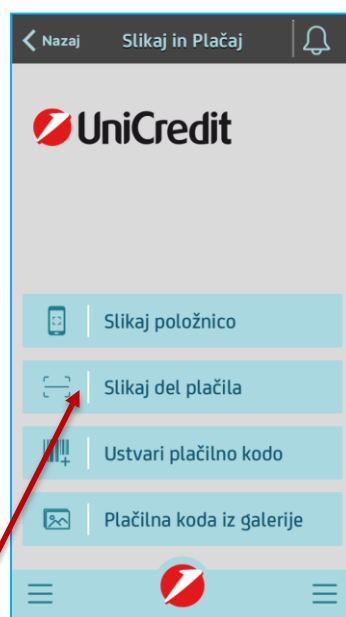 Nazaj
Slikaj in Plačaj
UniCredit
Slikaj položnico
Slikaj del plačila
Ustvari plačilno kodo
Plačilna koda iz galerije